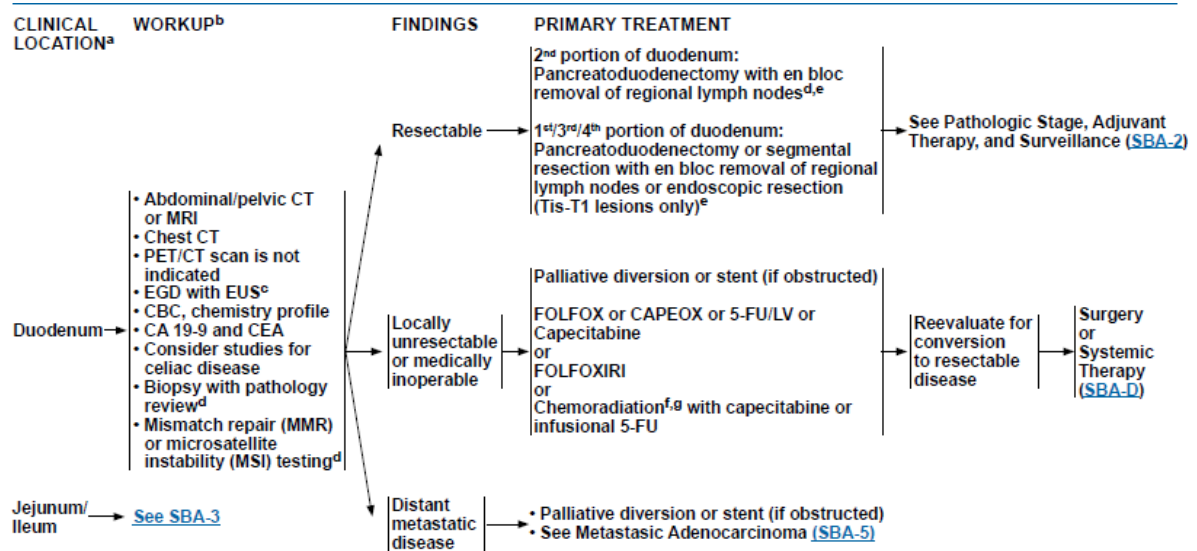 CLINICAL LOCATIONᵃ
WORKUPᵇ
FINDINGS
PRIMARY TREATMENT
Duodenum
• Abdominal/pelvic CT
or MRI
• Chest CT
• PET/CT scan is not
indicated
• EGD with EUSᶜ
• CBC, chemistry profile
• CA 19-9 and CEA
• Consider studies for
celiac disease
• Biopsy with pathology
reviewᵈ
• Mismatch repair (MMR)
or microsatellite
instability (MSI) testingᵈ
Resectable
2ⁿᵈ portion of duodenum:
Pancreatoduodenectomy with en bloc
removal of regional lymph nodesᵈ,ᵉ
1ˢᵗ/3ʳᵈ/4ᵗʰ portion of duodenum:
Pancreatoduodenectomy or segmental
resection with en bloc removal of regional
lymph nodes or endoscopic resection
(Tis-T1 lesions only)ᵉ
See Pathologic Stage, Adjuvant
Therapy, and Surveillance (SBA-2)
Locally
unresectable
or medically
inoperable
Palliative diversion or stent (if obstructed)
FOLFOX or CAPEOX or 5-FU/LV or
Capecitabine
or
FOLFOXIRI
or
Chemoradiationᶠ,ᵍ with capecitabine or
infusional 5-FU
Reevaluate for
conversion
to resectable
disease
Surgery
or
Systemic
Therapy
(SBA-D)
Distant
metastatic
disease
• Palliative diversion or stent (if obstructed)
• See Metastasic Adenocarcinoma (SBA-5)
Jejunum/
Ileum
See SBA-3